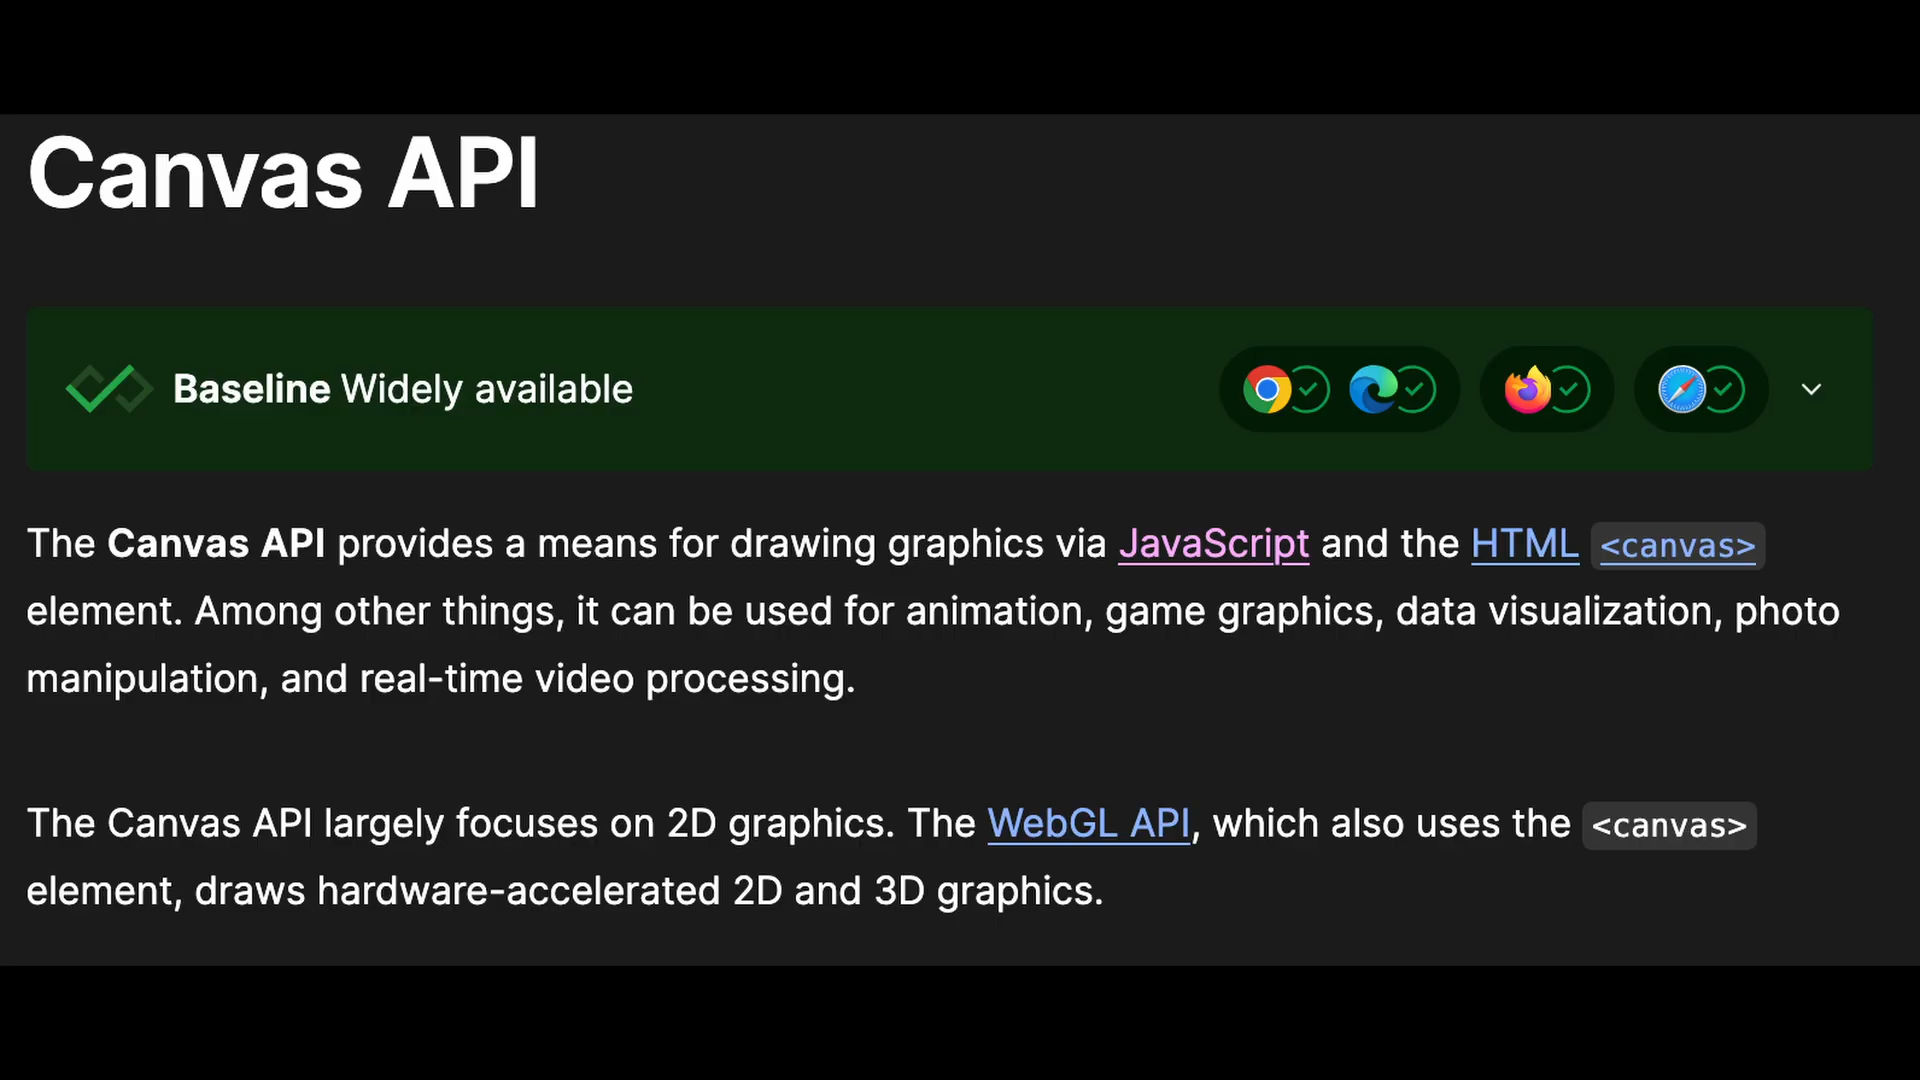 Canvas API
Baseline Widely available
The Canvas API provides a means for drawing graphics via JavaScript and the HTML <canvas>
element. Among other things, it can be used for animation, game graphics, data visualization, photo
manipulation, and real-time video processing.
The Canvas API largely focuses on 2D graphics. The WebGL API, which also uses the <canvas>
element, draws hardware-accelerated 2D and 3D graphics.